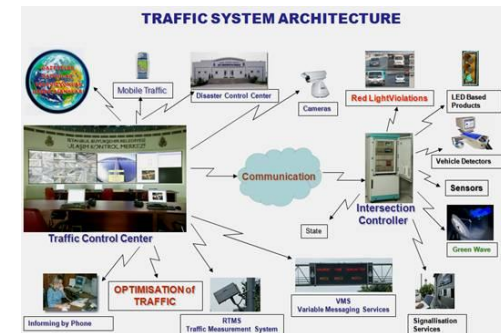 TRAFFIC SYSTEM ARCHITECTURE
Mobile Traffic
Disaster Control Center
Cameras
Red LightViolations
LED Based
Products
Vehicle Detectors
Sensors
Green Wave
Communication
State
Intersection
Controller
Traffic Control Center
Informing by Phone
OPTIMISATION of
TRAFFIC
RTMS
Traffic Measurement System
VMS
Variable Messaging Services
Signallisation
Services